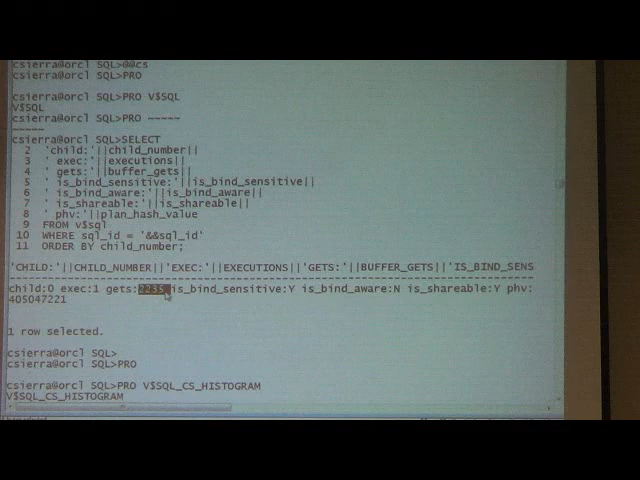 csierra@orcl SQL>@@cs
csierra@orcl SQL>PRO
csierra@orcl SQL>PRO V$SQL
V$SQL
csierra@orcl SQL>PRO ~~~~~
~~~~~
csierra@orcl SQL>SELECT
2 'child:'||child_number||
3 ' exec:'||executions||
4 ' gets:'||buffer_gets||
5 ' is_bind_sensitive:'||is_bind_sensitive||
6 ' is_bind_aware:'||is_bind_aware||
7 ' is_shareable:'||is_shareable||
8 ' phv:'||plan_hash_value
9 FROM v$sql
10 WHERE sql_id = '&&sql_id'
11 ORDER BY child_number;
'CHILD:'||CHILD_NUMBER||'EXEC:'||EXECUTIONS||'GETS:'||BUFFER_GETS||'IS_BIND_SENS
--------------------------------------------------------------------------------
child:0 exec:1 gets:2235 is_bind_sensitive:Y is_bind_aware:N is_shareable:Y phv:
405047221
1 row selected.
csierra@orcl SQL>
csierra@orcl SQL>PRO
csierra@orcl SQL>PRO V$SQL_CS_HISTOGRAM
V$SQL_CS_HISTOGRAM